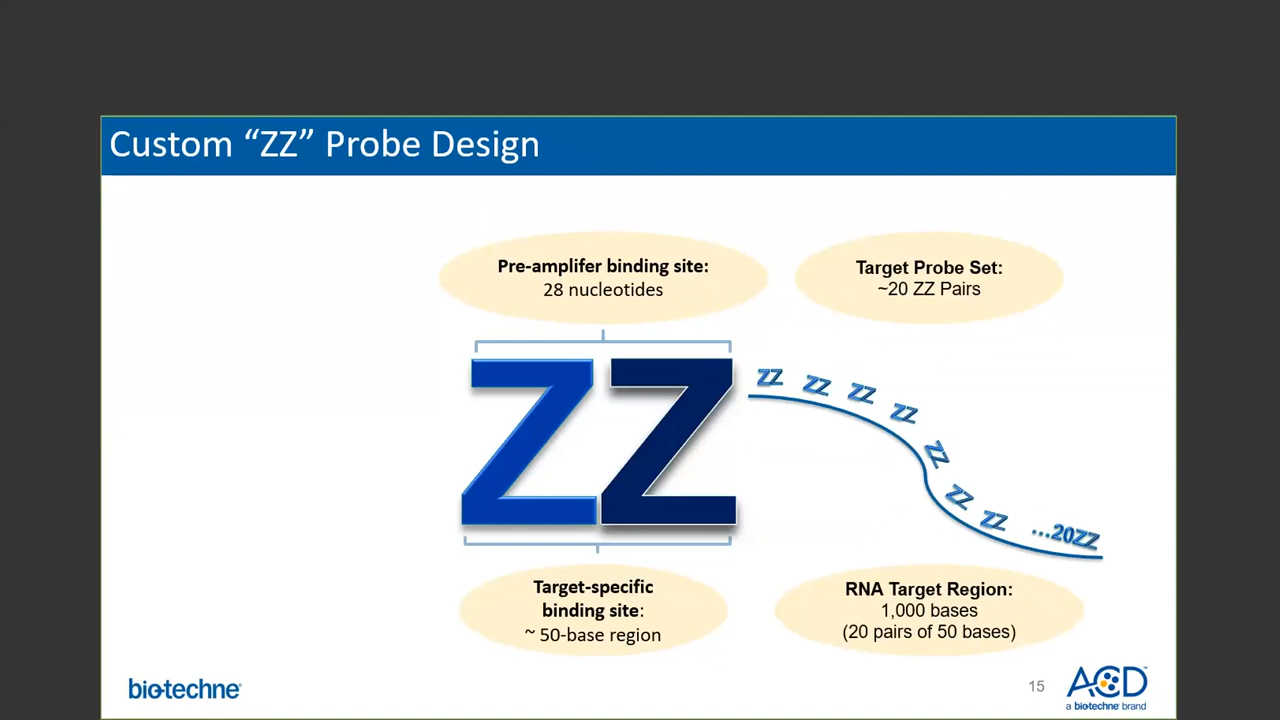 Custom “ZZ” Probe Design
Pre-amplifer binding site:
28 nucleotides
Target Probe Set:
~20 ZZ Pairs
ZZ
ZZ ZZ ZZ ZZ ZZ ZZ ZZ ...20ZZ
Target-specific
binding site:
~ 50-base region
RNA Target Region:
1,000 bases
(20 pairs of 50 bases)
bio-techne®
15
ACD™
a bio-techne® brand